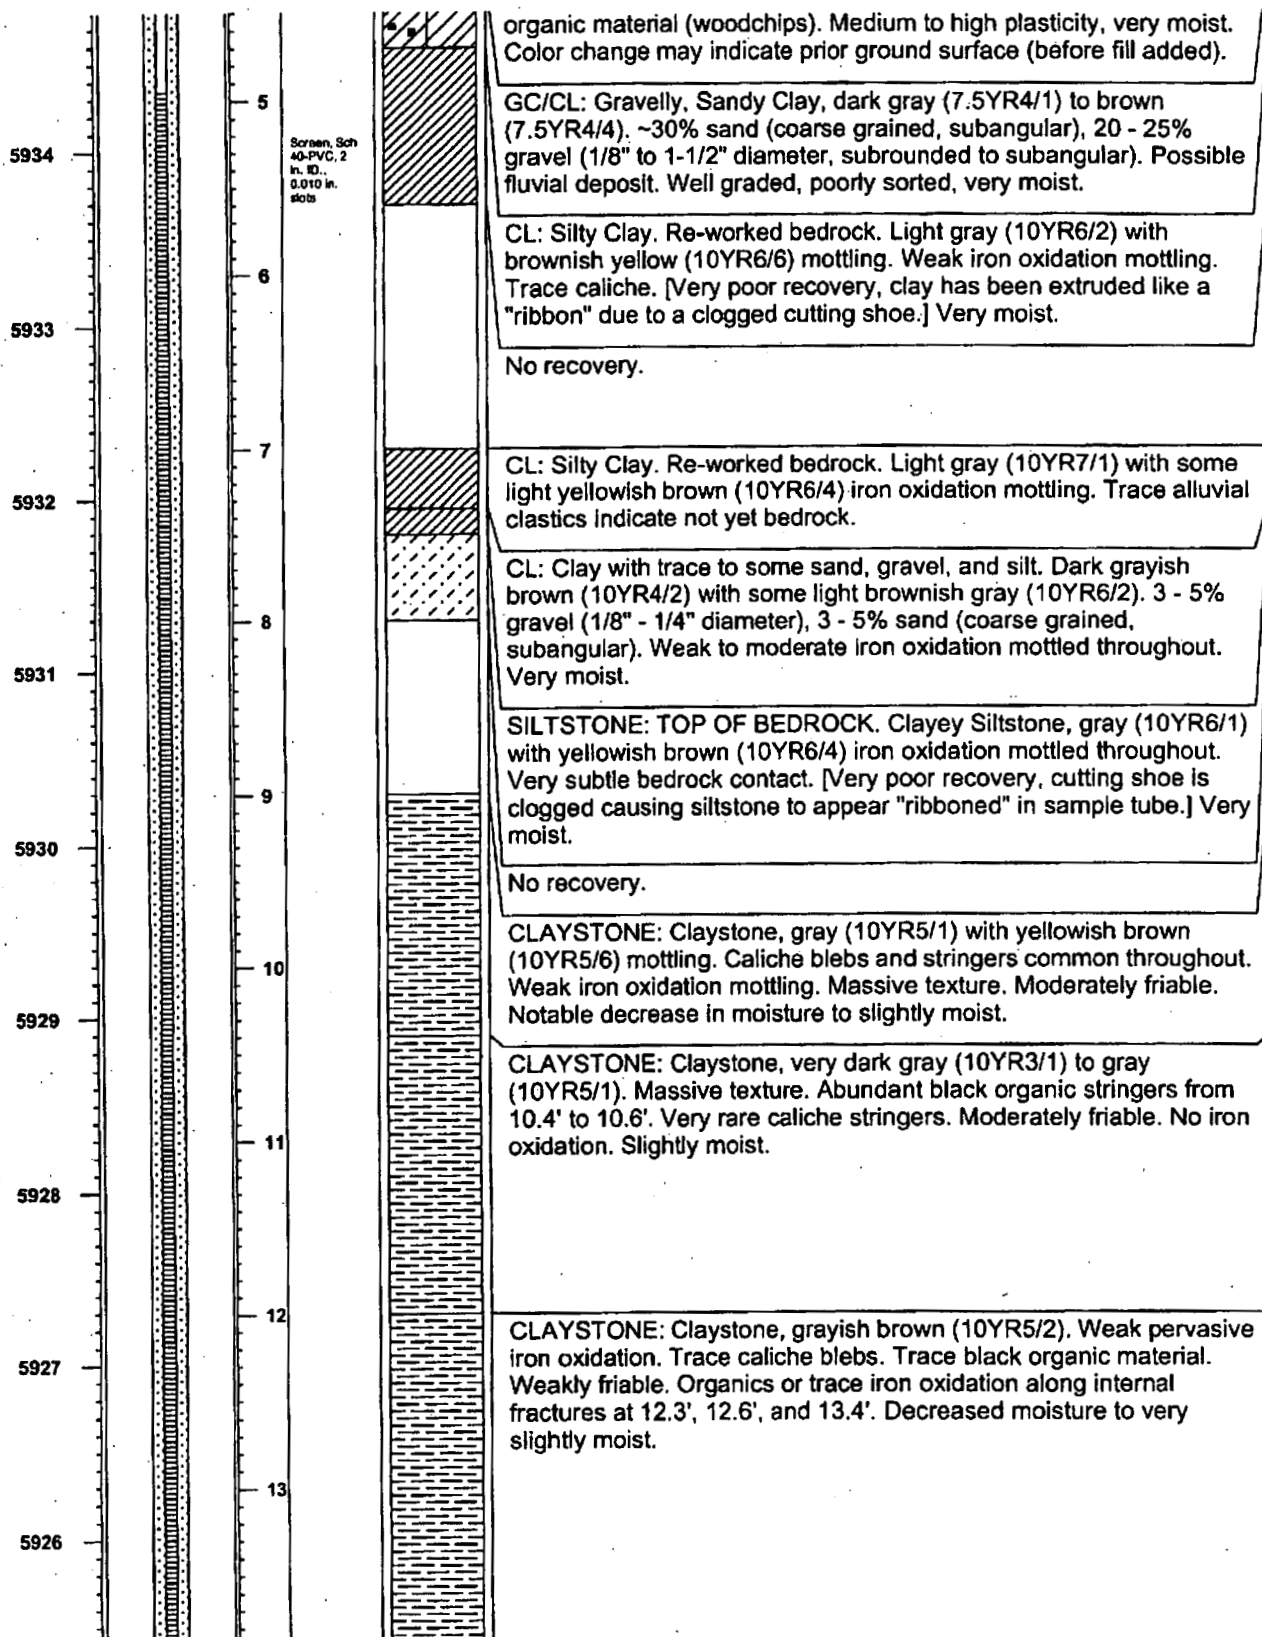 organic material (woodchips). Medium to high plasticity, very moist.
Color change may indicate prior ground surface (before fill added).
GC/CL: Gravelly, Sandy Clay, dark gray (7.5YR4/1) to brown
(7.5YR4/4). ~30% sand (coarse grained, subangular), 20 - 25%
gravel (1/8" to 1-1/2" diameter, subrounded to subangular). Possible
fluvial deposit. Well graded, poorly sorted, very moist.
CL: Silty Clay. Re-worked bedrock. Light gray (10YR6/2) with
brownish yellow (10YR6/6) mottling. Weak iron oxidation mottling.
Trace caliche. [Very poor recovery, clay has been extruded like a
"ribbon" due to a clogged cutting shoe.] Very moist.
No recovery.
CL: Silty Clay. Re-worked bedrock. Light gray (10YR7/1) with some
light yellowish brown (10YR6/4) iron oxidation mottling. Trace alluvial
clastics indicate not yet bedrock.
CL: Clay with trace to some sand, gravel, and silt. Dark grayish
brown (10YR4/2) with some light brownish gray (10YR6/2). 3 - 5%
gravel (1/8" - 1/4" diameter), 3 - 5% sand (coarse grained,
subangular). Weak to moderate iron oxidation mottled throughout.
Very moist.
SILTSTONE: TOP OF BEDROCK. Clayey Siltstone, gray (10YR6/1)
with yellowish brown (10YR6/4) iron oxidation mottled throughout.
Very subtle bedrock contact. [Very poor recovery, cutting shoe is
clogged causing siltstone to appear "ribboned" in sample tube.] Very
moist.
No recovery.
CLAYSTONE: Claystone, gray (10YR5/1) with yellowish brown
(10YR5/6) mottling. Caliche blebs and stringers common throughout.
Weak iron oxidation mottling. Massive texture. Moderately friable.
Notable decrease in moisture to slightly moist.
CLAYSTONE: Claystone, very dark gray (10YR3/1) to gray
(10YR5/1). Massive texture. Abundant black organic stringers from
10.4' to 10.6'. Very rare caliche stringers. Moderately friable. No iron
oxidation. Slightly moist.
CLAYSTONE: Claystone, grayish brown (10YR5/2). Weak pervasive
iron oxidation. Trace caliche blebs. Trace black organic material.
Weakly friable. Organics or trace iron oxidation along internal
fractures at 12.3', 12.6', and 13.4'. Decreased moisture to very
slightly moist.
Screen, Sch
40-PVC, 2
in. ID.,
0.010 in.
slots
5
6
7
8
9
10
11
12
13
5934
5933
5932
5931
5930
5929
5928
5927
5926